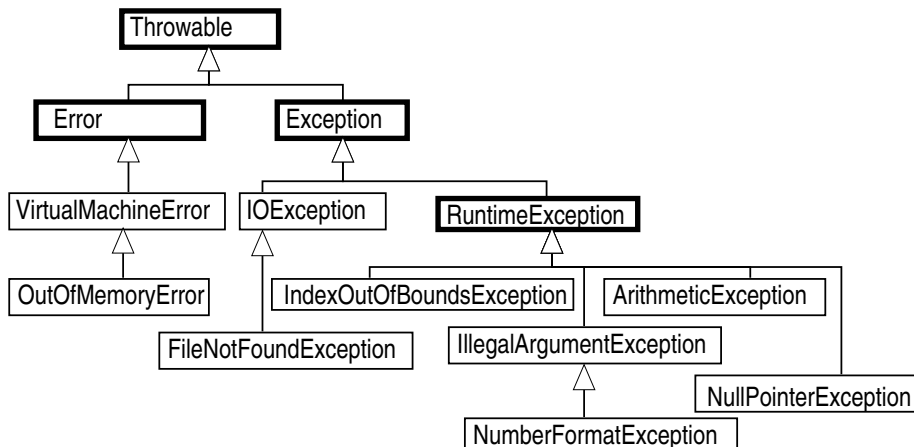 Throwable
Error
Exception
VirtualMachineError
IOException
RuntimeException
OutOfMemoryError
IndexOutOfBoundsException
ArithmeticException
FileNotFoundException
IllegalArgumentException
NullPointerException
NumberFormatException